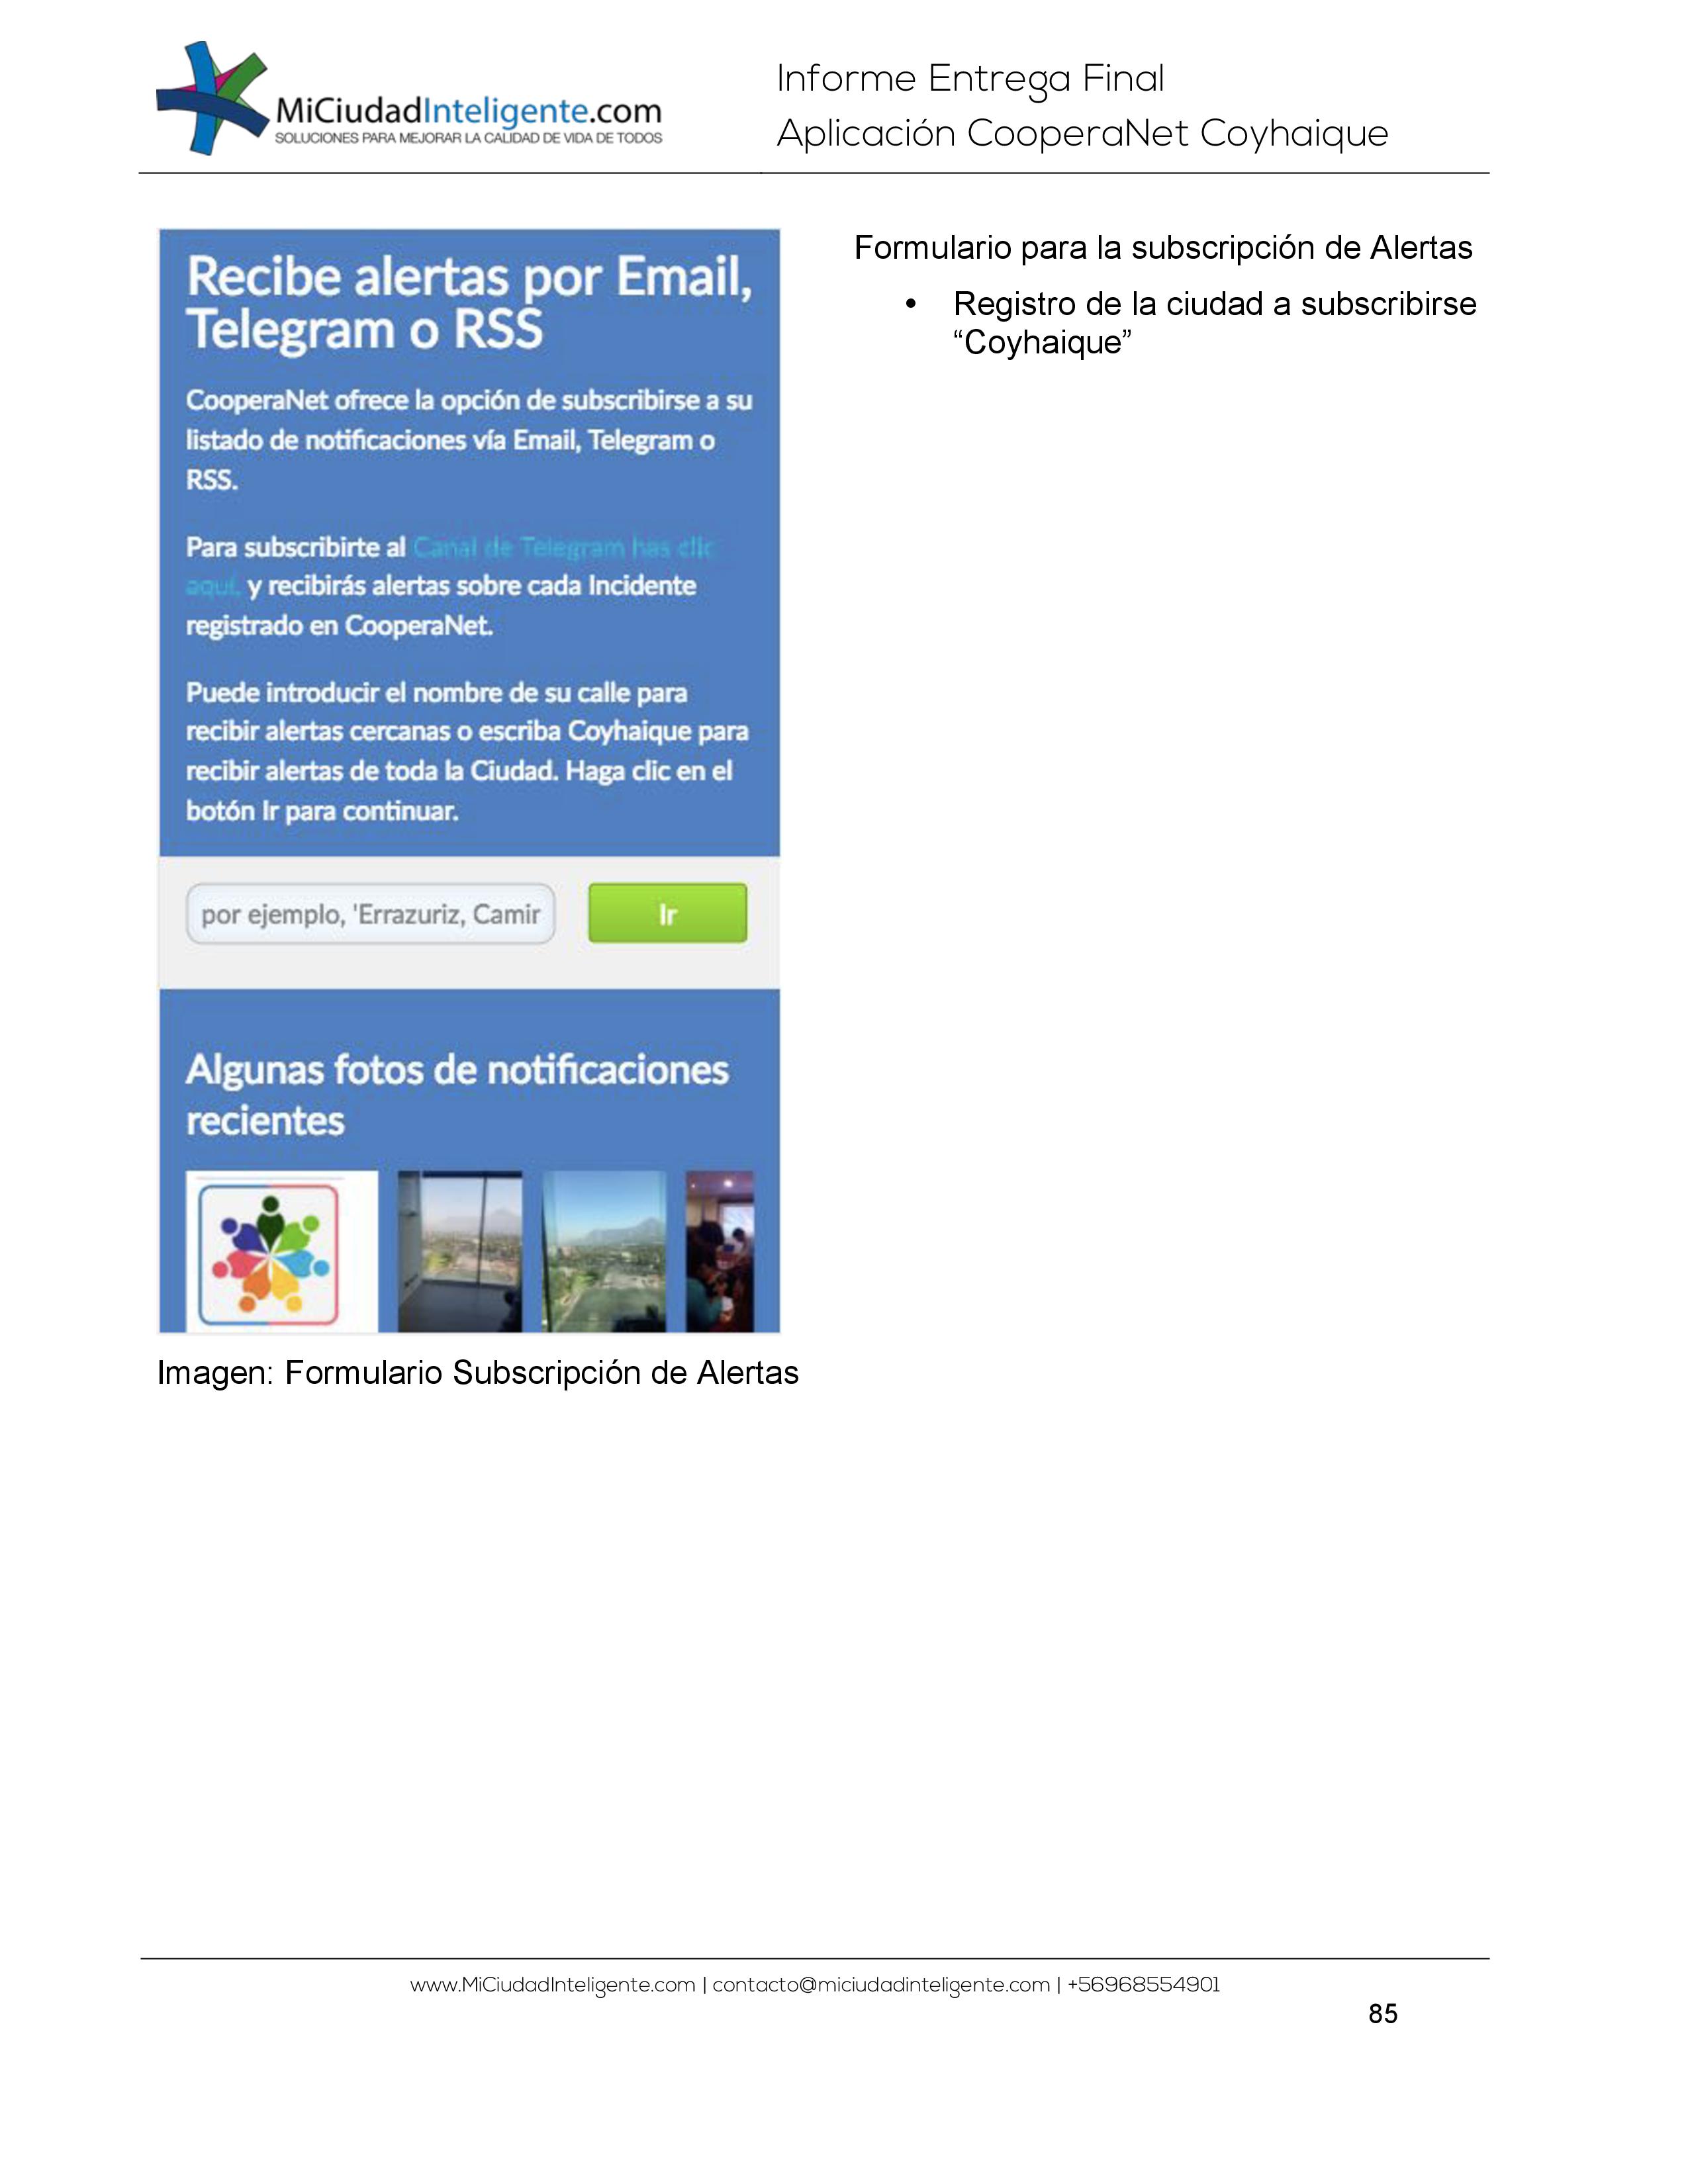 MiCiudadInteligente.com
SOLUCIONES PARA MEJORAR LA CALIDAD DE VIDA DE TODOS
Informe Entrega Final
Aplicación CooperaNet Coyhaique
Recibe alertas por Email,
Telegram o RSS
CooperaNet ofrece la opción de subscribirse a su
listado de notificaciones vía Email, Telegram o
RSS.
Para subscribirte al Canal de Telegram has clic
aquí, y recibirás alertas sobre cada Incidente
registrado en CooperaNet.
Puede introducir el nombre de su calle para
recibir alertas cercanas o escriba Coyhaique para
recibir alertas de toda la Ciudad. Haga clic en el
botón Ir para continuar.
por ejemplo, 'Errazuriz, Camir
Ir
Algunas fotos de notificaciones
recientes
Imagen: Formulario Subscripción de Alertas
Formulario para la subscripción de Alertas
• Registro de la ciudad a subscribirse
“Coyhaique”
www.MiCiudadInteligente.com | contacto@miciudadinteligente.com | +56968554901
85